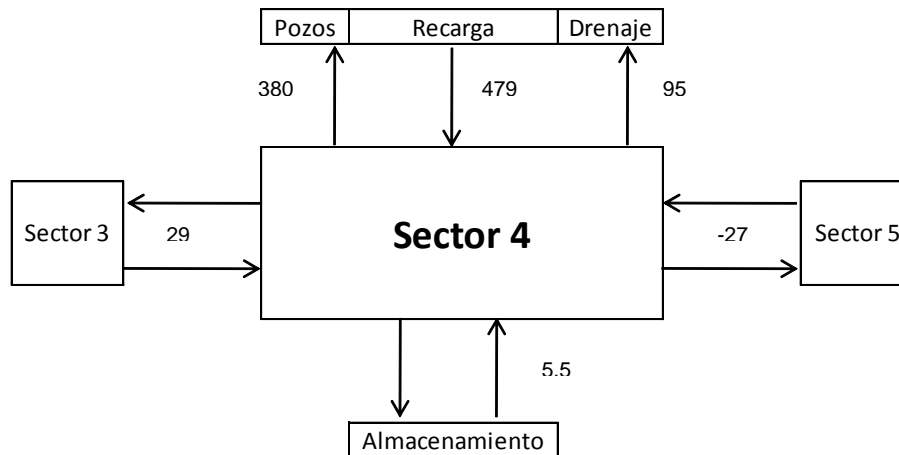 Pozos Recarga Drenaje
380 479 95
Sector 3 29 Sector 4 -27 Sector 5
5.5
Almacenamiento